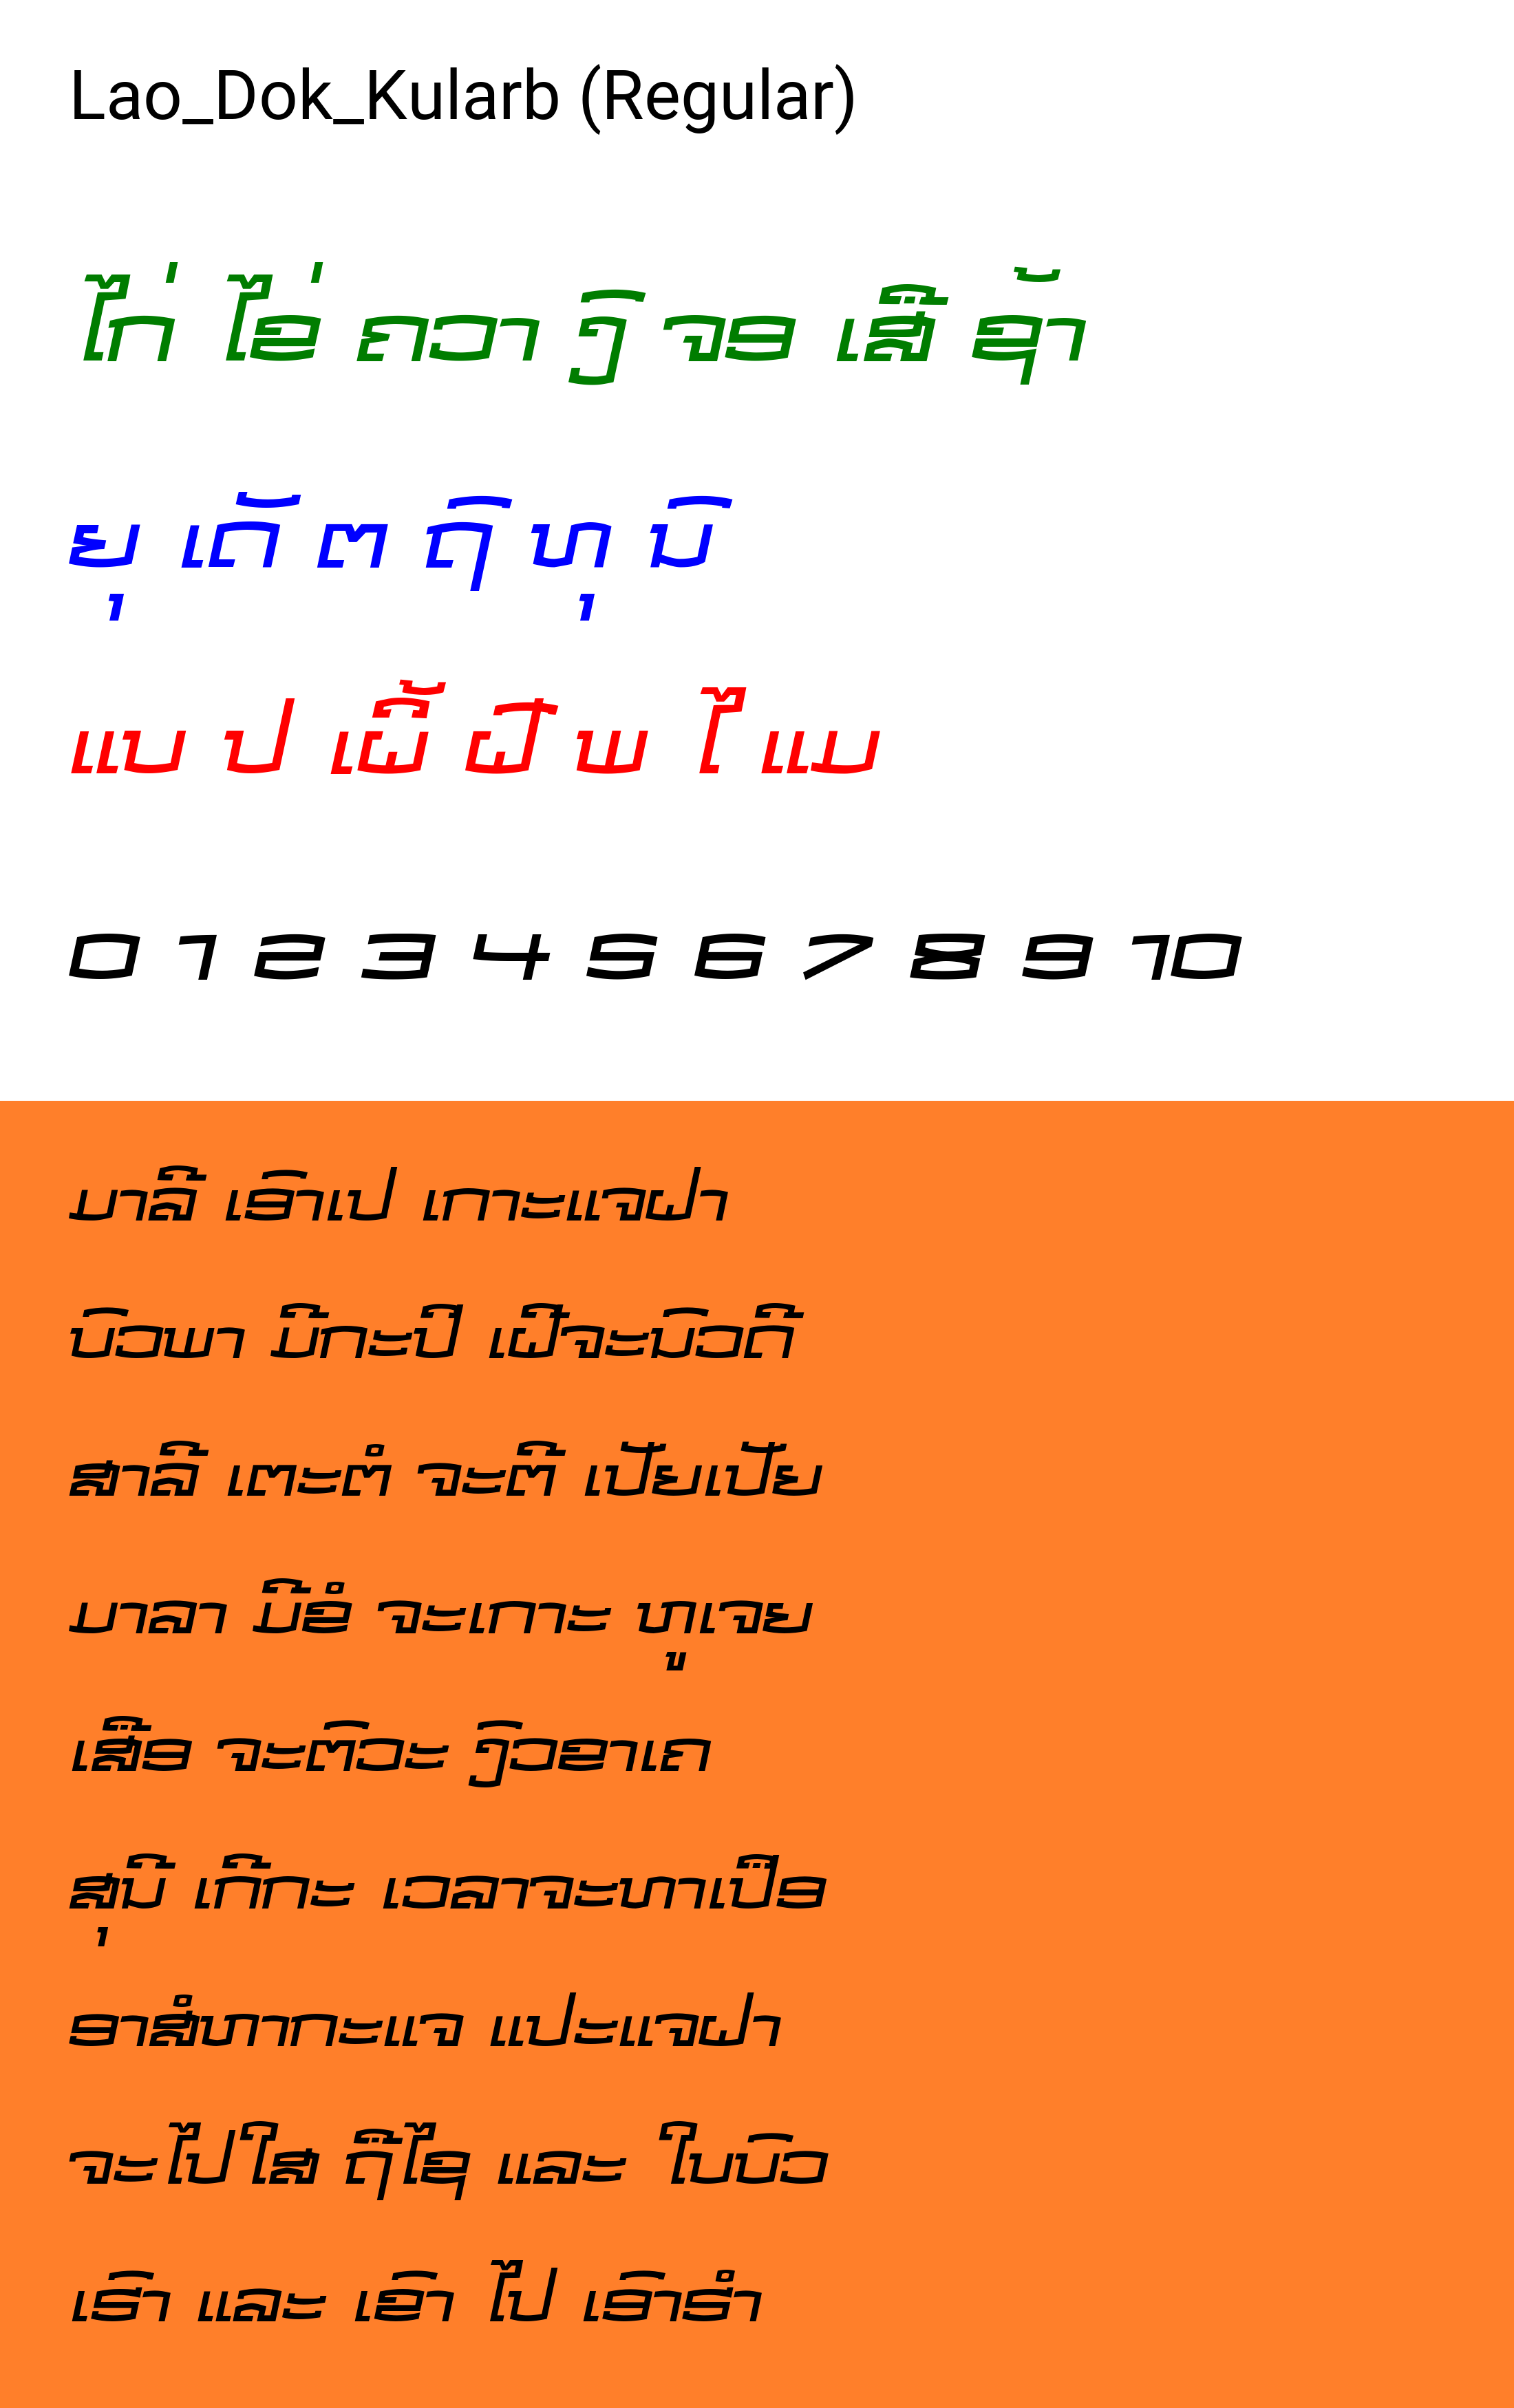 Lao_Dok_Kularb (Regular)
ໄກ່ ໄຂ່ ຄວາ ງົ ຈອ ເສື ຊ້າ
ຍຸ ເດັ ຕ ຖົ ທຸ ນົ
ແບ ປ ເຜິ້ ຝົ ພ ໄ ແມ
0 1 2 3 4 5 6 7 8 9 10
ມາລີ ເອົາເປ ເກາະແຈຝາ
ບົວພາ ມີກະປີ ເຝີຈະນົວດີ
ສາລີ ເຕະຕໍ ຈະຕີ ເປັຍເປັຍ
ມາລາ ມີຂໍ ຈະເກາະ ທູເຈຍ
ເສືອ ຈະຕົວະ ງົວຂາເຄ
ສຸນີ ເກີກະ ເວລາຈະທາເປືອ
ອາສໍທາກະແຈ ແປະແຈຝາ
ຈະໄປໃສ ຖືໄຊ ແລະ ໃບບົວ
ເຮົາ ແລະ ເຂົາ ໄປ ເອົາຮຳ